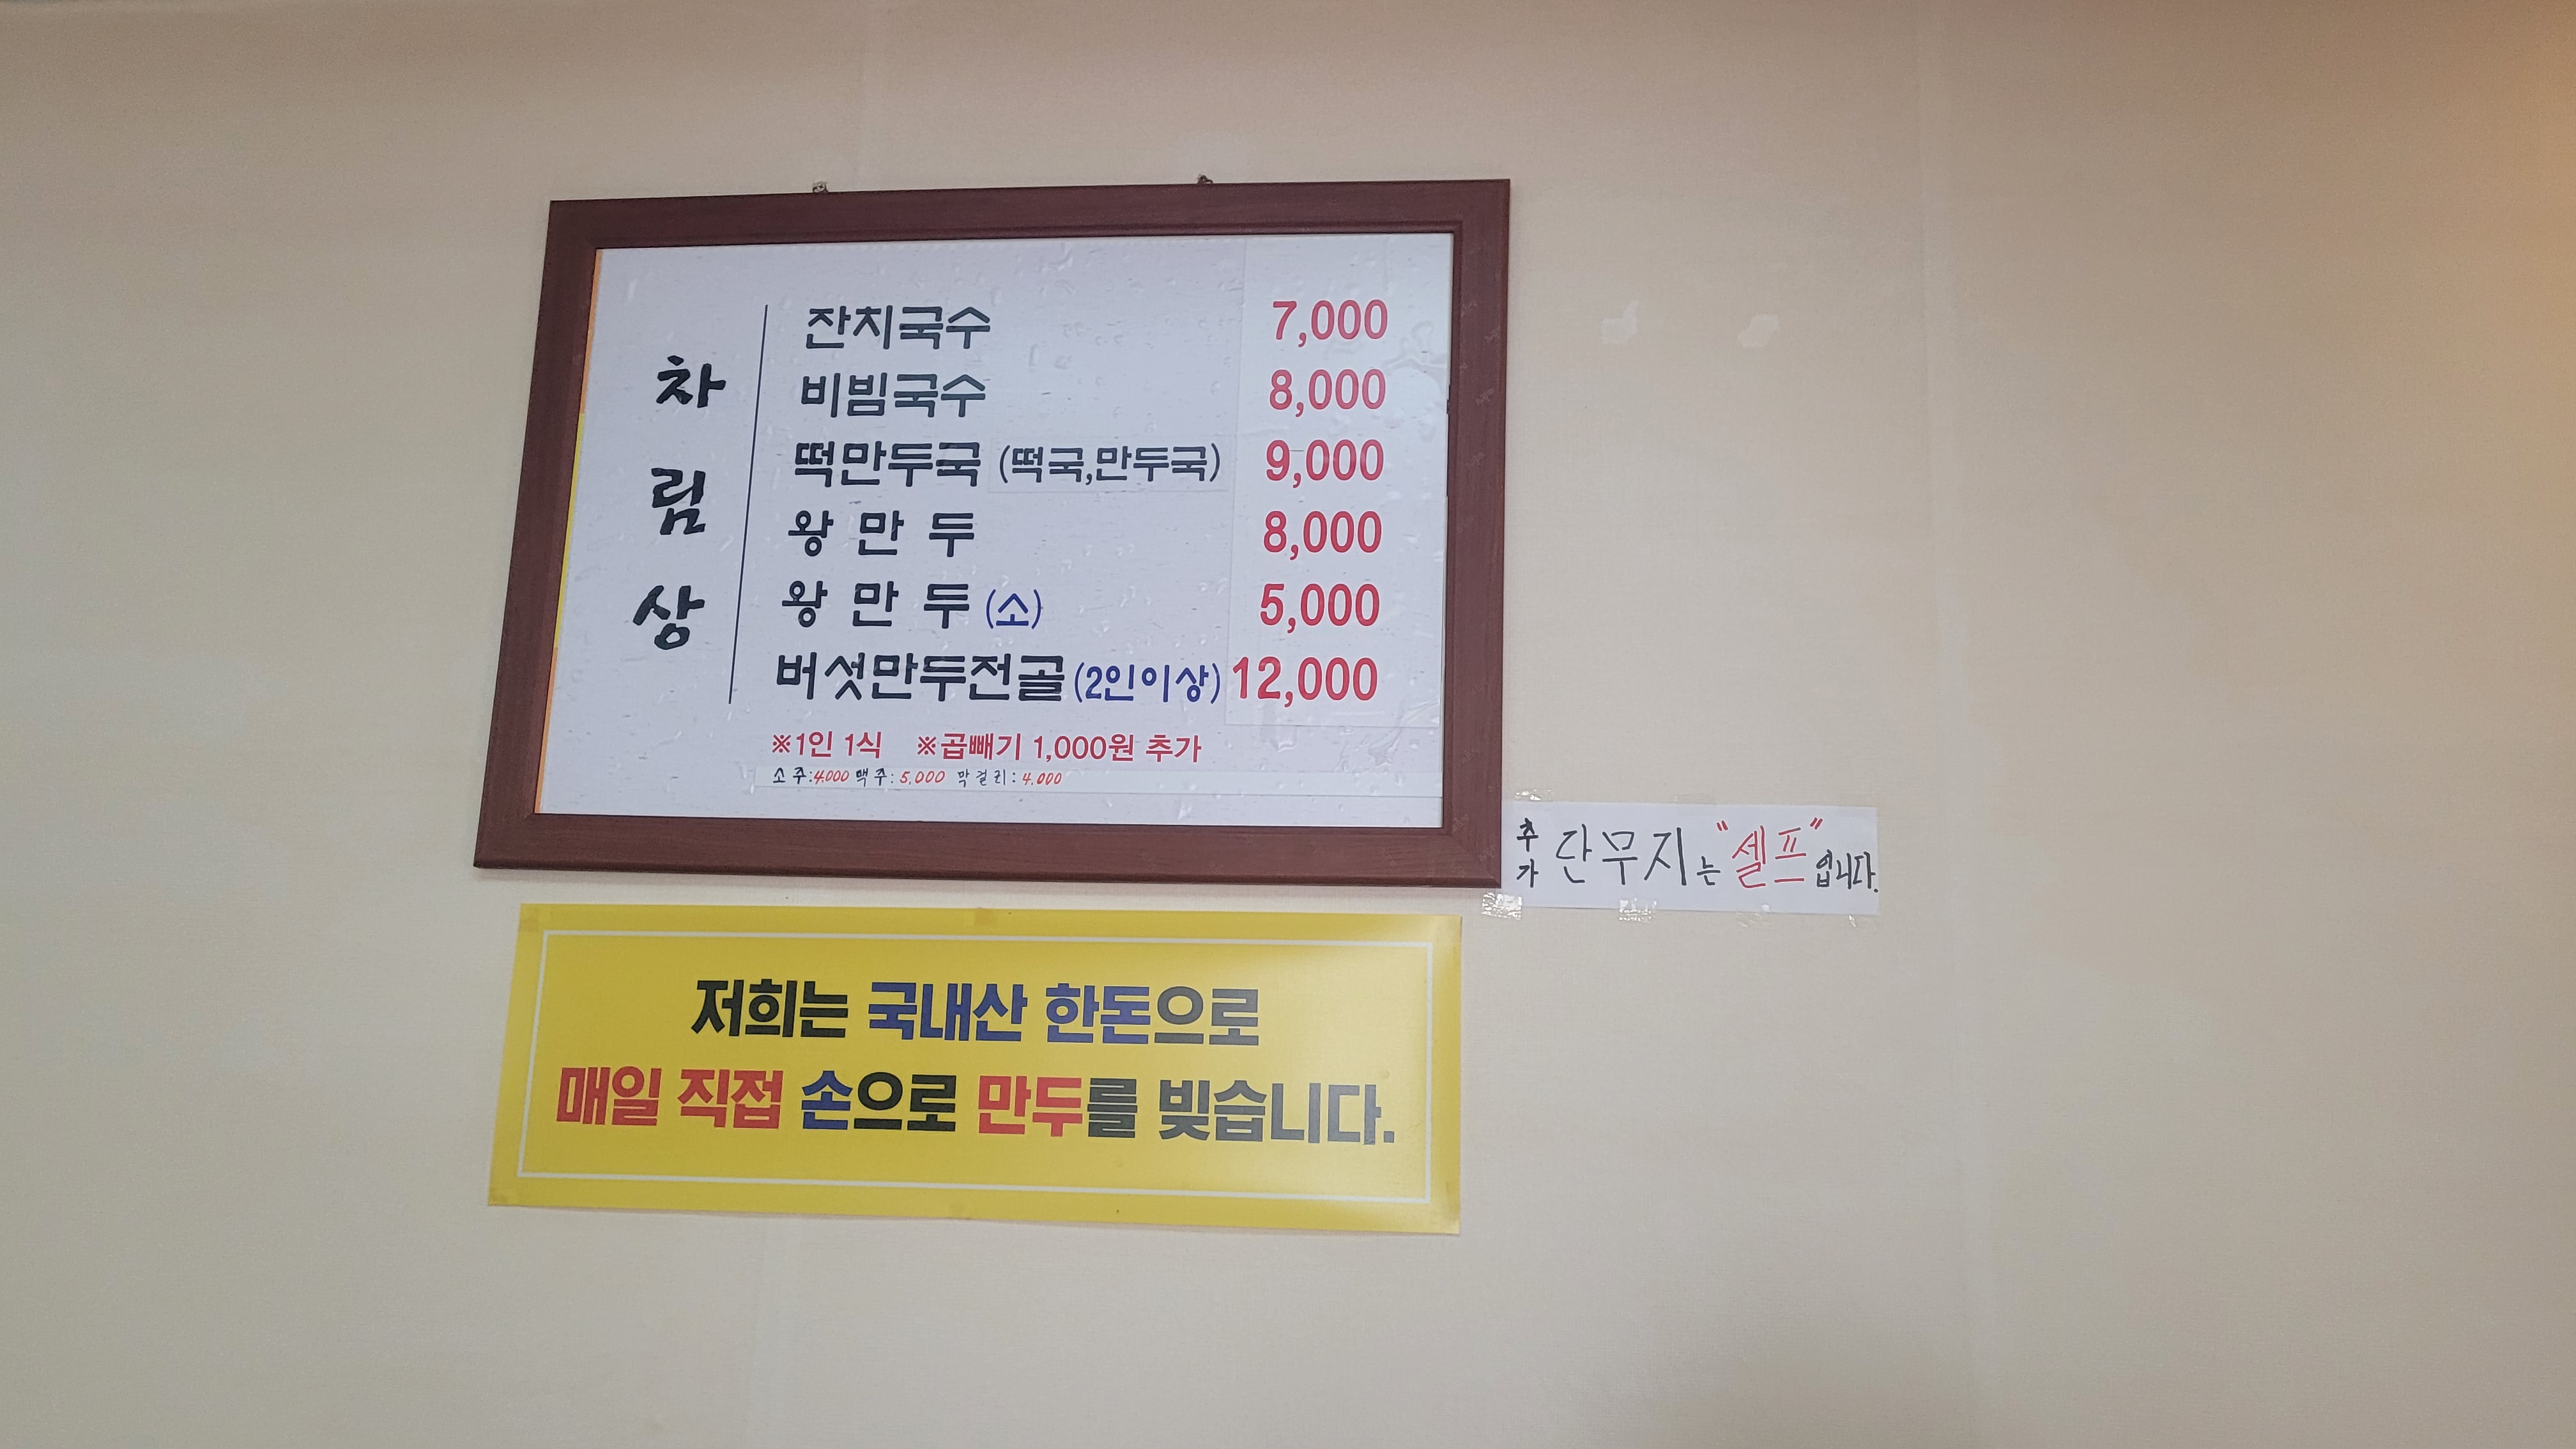 차림상
잔치국수 7,000
비빔국수 8,000
떡만두국 (떡국,만두국) 9,000
왕 만 두 8,000
왕 만 두 (소) 5,000
버섯만두전골 (2인이상) 12,000
※1인 1식 ※곱빼기 1,000원 추가
소주:4.000 맥주:5.000 막걸리:4.000
추가 단무지는 "셀프"입니다.
저희는 국내산 한돈으로
매일 직접 손으로 만두를 빚습니다.